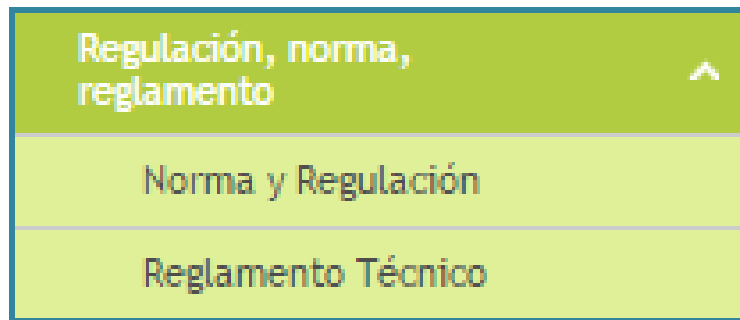 Regulación, norma,
reglamento
Norma y Regulación
Reglamento Técnico